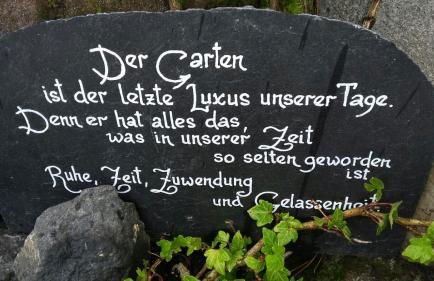 Der Garten
ist der letzte Luxus unserer Tage.
Denn er hat alles das,
was in unserer Zeit
so selten geworden
ist
Ruhe, Zeit, Zuwendung
und Gelassenheit